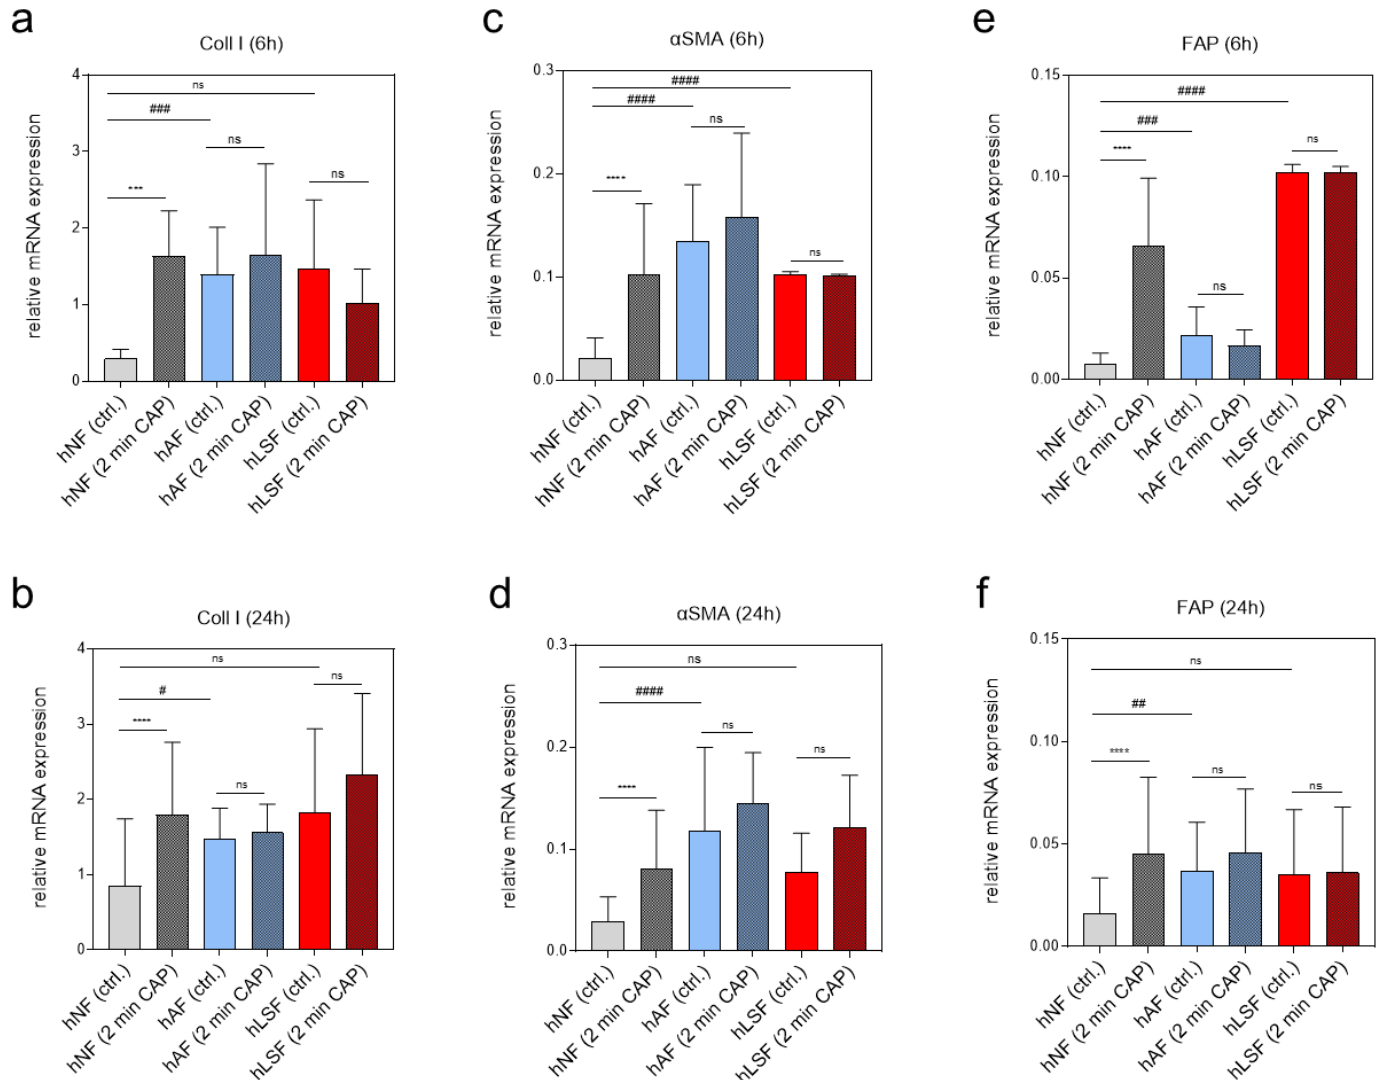 a
Coll I (6h)
relative mRNA expression
4
3
2
1
0
ns
###
ns
ns
***
hNF (ctrl.)
hNF (2 min CAP)
hAF (ctrl.)
hAF (2 min CAP)
hLSF (ctrl.)
hLSF (2 min CAP)
c
αSMA (6h)
relative mRNA expression
0.3
0.2
0.1
0.0
####
####
ns
****
ns
hNF (ctrl.)
hNF (2 min CAP)
hAF (ctrl.)
hAF (2 min CAP)
hLSF (ctrl.)
hLSF (2 min CAP)
e
FAP (6h)
relative mRNA expression
0.15
0.10
0.05
0.00
####
###
ns
****
ns
hNF (ctrl.)
hNF (2 min CAP)
hAF (ctrl.)
hAF (2 min CAP)
hLSF (ctrl.)
hLSF (2 min CAP)
b
Coll I (24h)
relative mRNA expression
4
3
2
1
0
ns
ns
#
****
ns
hNF (ctrl.)
hNF (2 min CAP)
hAF (ctrl.)
hAF (2 min CAP)
hLSF (ctrl.)
hLSF (2 min CAP)
d
αSMA (24h)
relative mRNA expression
0.3
0.2
0.1
0.0
ns
####
ns
ns
****
hNF (ctrl.)
hNF (2 min CAP)
hAF (ctrl.)
hAF (2 min CAP)
hLSF (ctrl.)
hLSF (2 min CAP)
f
FAP (24h)
relative mRNA expression
0.15
0.10
0.05
0.00
ns
##
****
ns
ns
hNF (ctrl.)
hNF (2 min CAP)
hAF (ctrl.)
hAF (2 min CAP)
hLSF (ctrl.)
hLSF (2 min CAP)